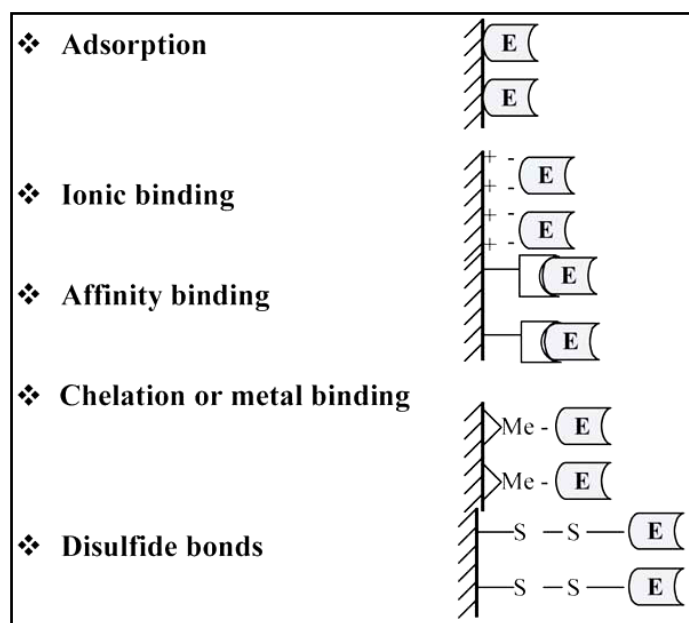 ❖ Adsorption
E
E
❖ Ionic binding
+ - E
+ -
+ - E
+ -
❖ Affinity binding
E
E
❖ Chelation or metal binding
Me - E
Me - E
❖ Disulfide bonds
S S E
S S E